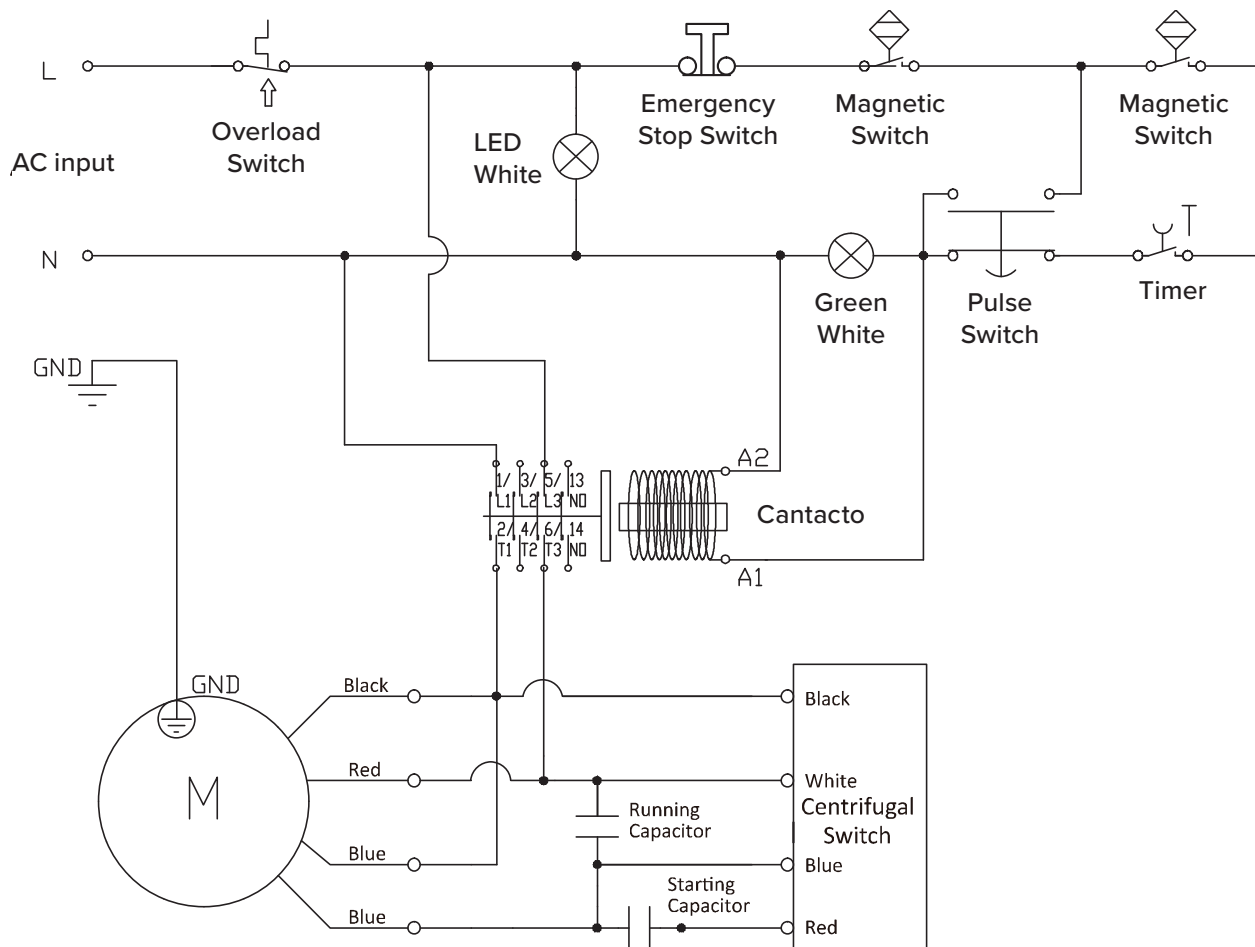 L
Overload
Switch
AC input
LED
White
Emergency
Stop Switch
Magnetic
Switch
Magnetic
Switch
N
Green
White
Pulse
Switch
T
Timer
GND
1/ 3/ 5/ 13
L1 L2 L3 NO
2/ 4/ 6/ 14
T1 T2 T3 NO
A2
Cantacto
A1
GND
M
Black
Red
Blue
Blue
Running
Capacitor
Starting
Capacitor
Black
White
Centrifugal
Switch
Blue
Red